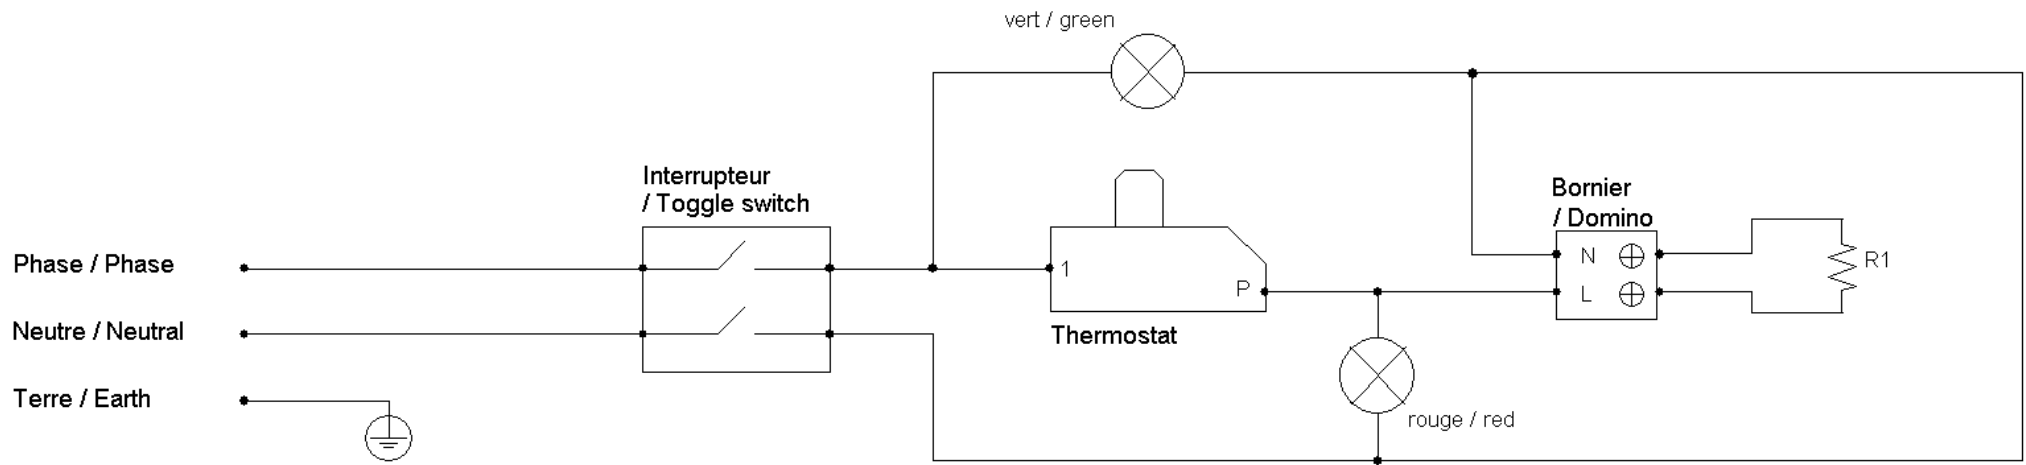 vert / green
Interrupteur
/ Toggle switch
Bornier
/ Domino
Phase / Phase
1
P
N
L
R1
Neutre / Neutral
Thermostat
Terre / Earth
rouge / red